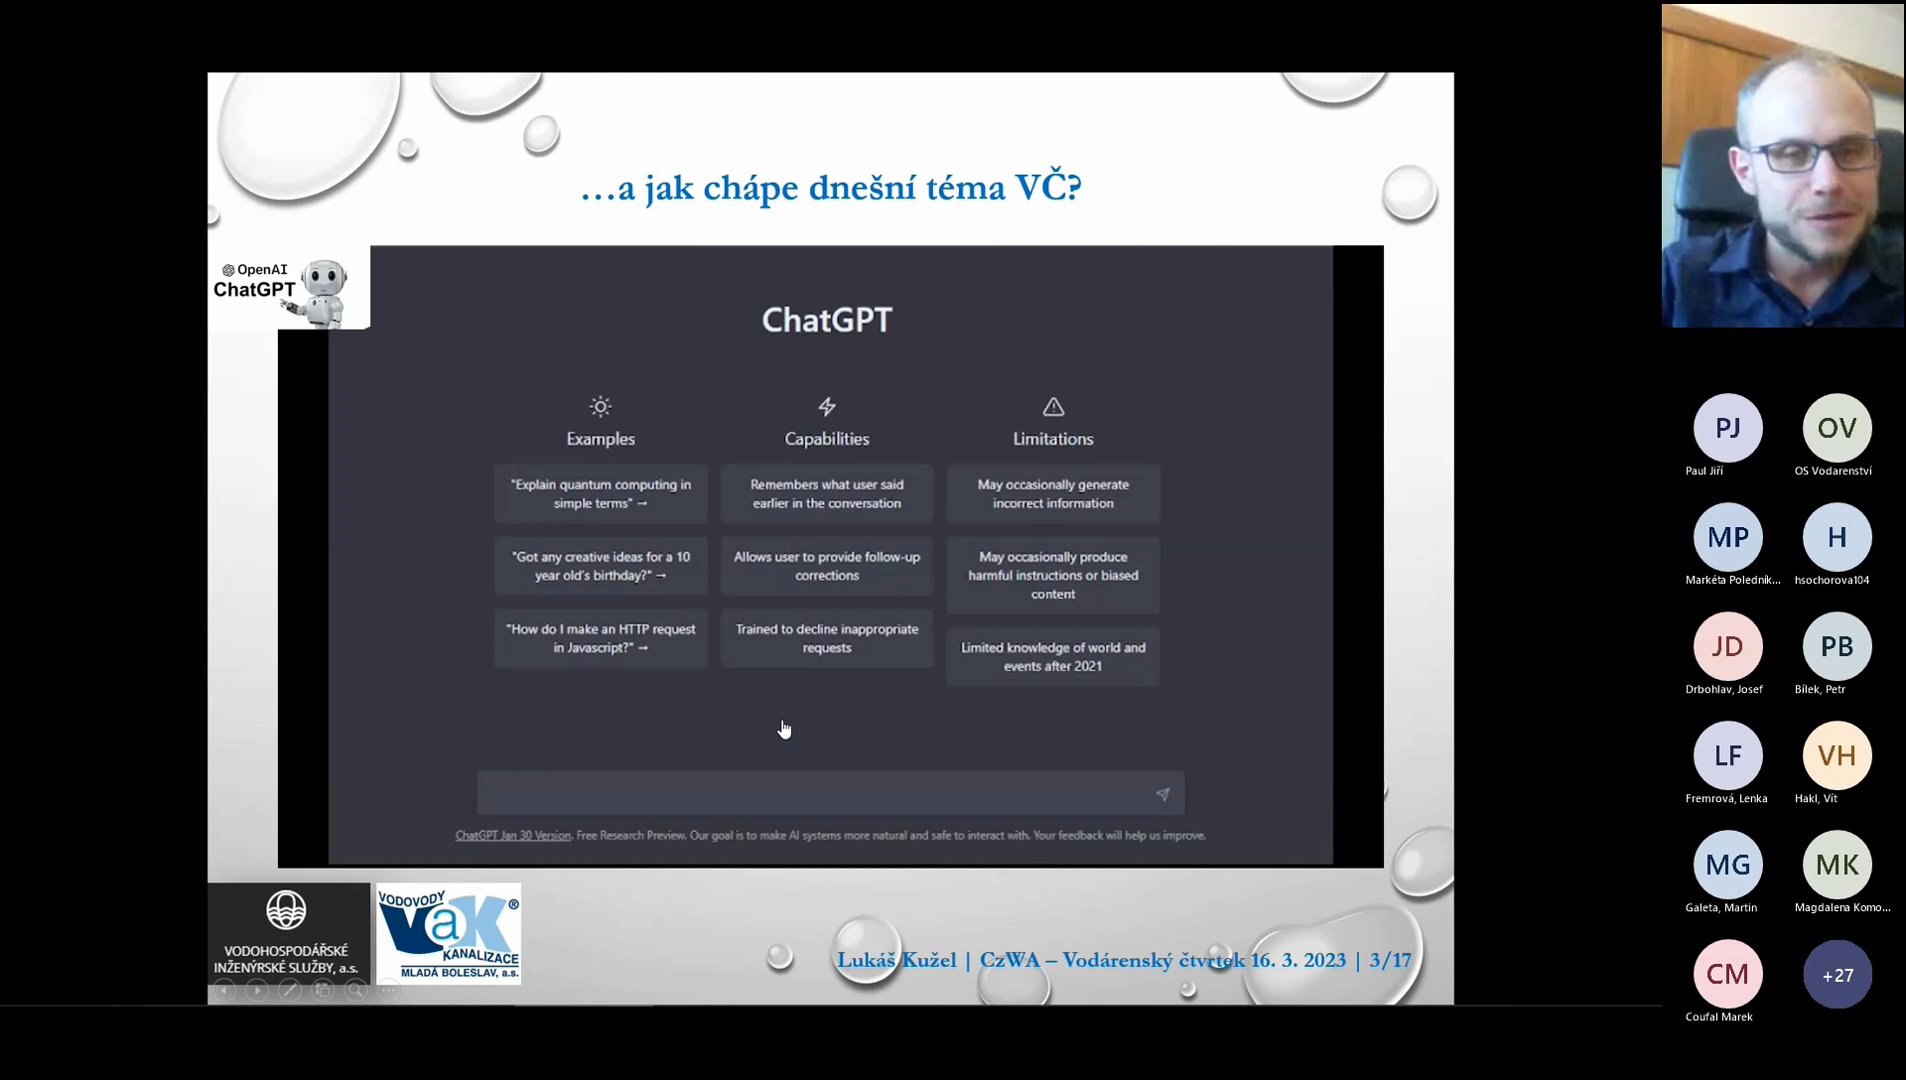 …a jak chápe dnešní téma VČ?
OpenAI
ChatGPT
ChatGPT
Examples
"Explain quantum computing in
simple terms" →
"Got any creative ideas for a 10
year old's birthday?" →
"How do I make an HTTP request
in Javascript?" →
Capabilities
Remembers what user said
earlier in the conversation
Allows user to provide follow-up
corrections
Trained to decline inappropriate
requests
Limitations
May occasionally generate
incorrect information
May occasionally produce
harmful instructions or biased
content
Limited knowledge of world and
events after 2021
ChatGPT Jan 30 Version. Free Research Preview. Our goal is to make AI systems more natural and safe to interact with. Your feedback will help us improve.
VODOHOSPODÁŘSKÉ
INŽENÝRSKÉ SLUŽBY, a.s.
VODOVODY
VaK®
KANALIZACE
MLADÁ BOLESLAV, a.s.
Lukáš Kužel | CzWA – Vodárenský čtvrtek 16. 3. 2023 | 3/17
PJ
Paul Jiří
OV
OS Vodarenství
MP
Markéta Poledník...
H
hsochorova104
JD
Drbohlav, Josef
PB
Bílek, Petr
LF
Fremrová, Lenka
VH
Hakl, Vít
MG
Galeta, Martin
MK
Magdalena Komo...
CM
Coufal Marek
+27